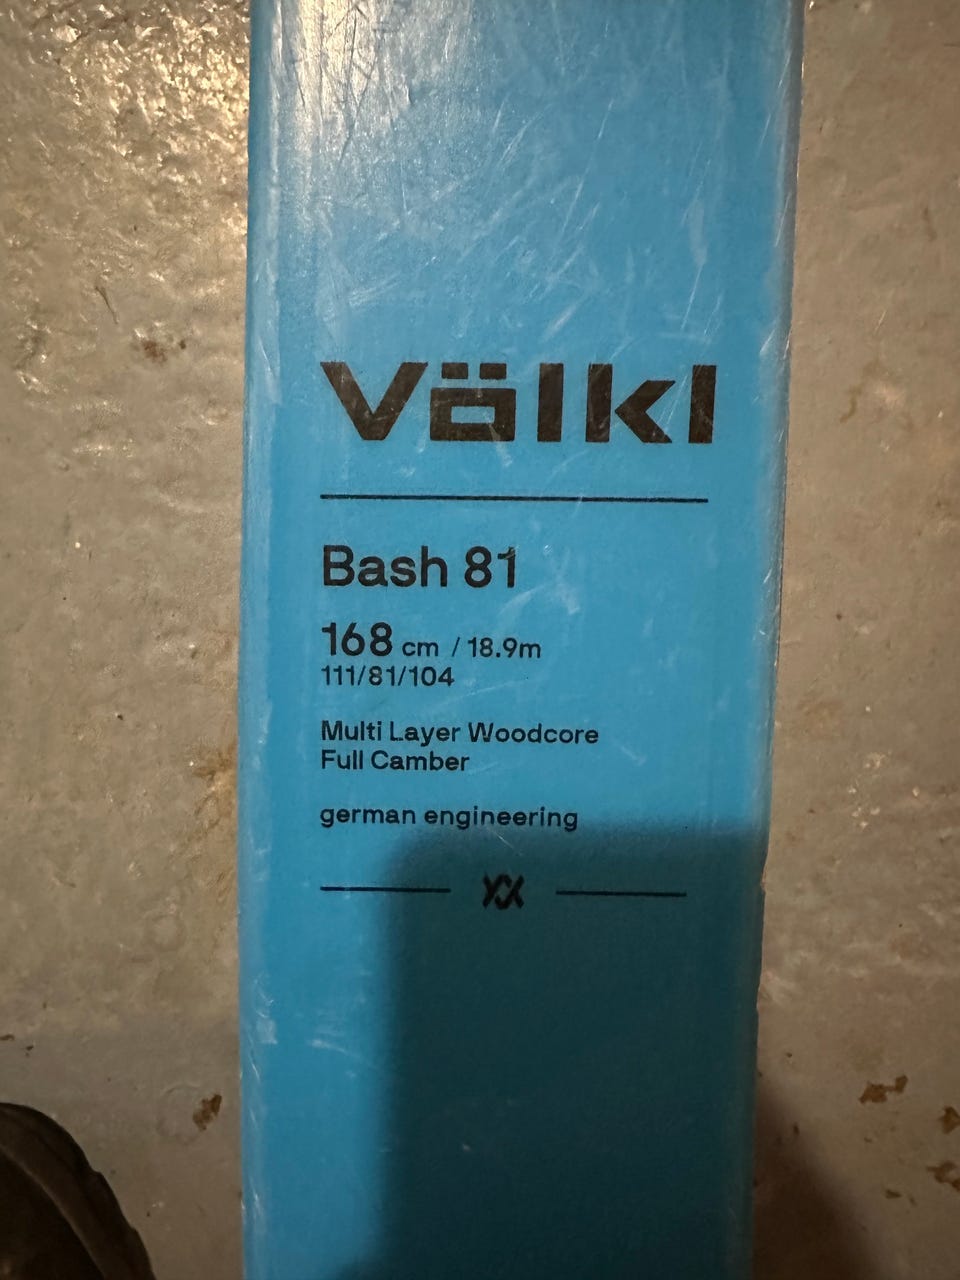 Völkl
Bash 81
168 cm / 18.9m
111/81/104
Multi Layer Woodcore
Full Camber
german engineering